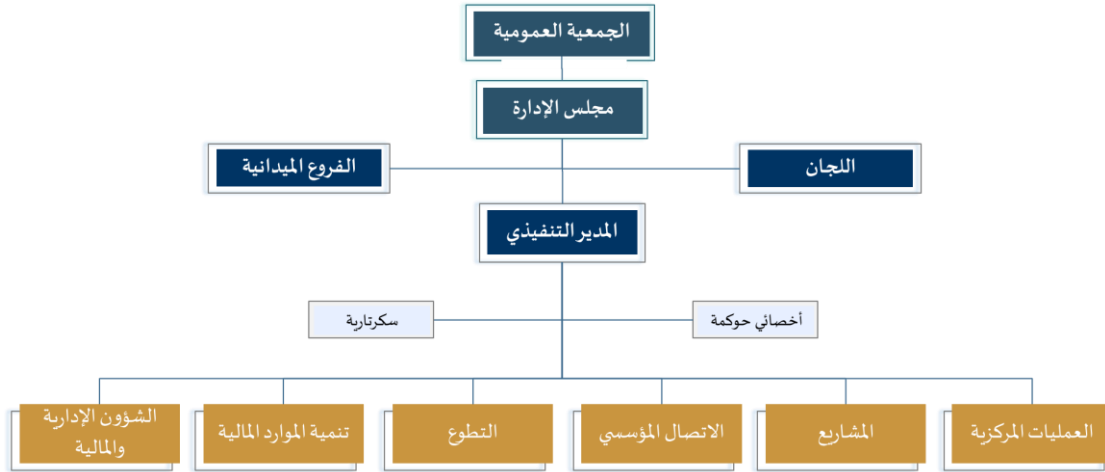 الجمعية العمومية
مجلس الإدارة
اللجان
الفروع الميدانية
المدير التنفيذي
أخصائي حوكمة
سكرتارية
العمليات المركزية
المشاريع
الاتصال المؤسسي
التطوع
تنمية الموارد المالية
الشؤون الإدارية
والمالية